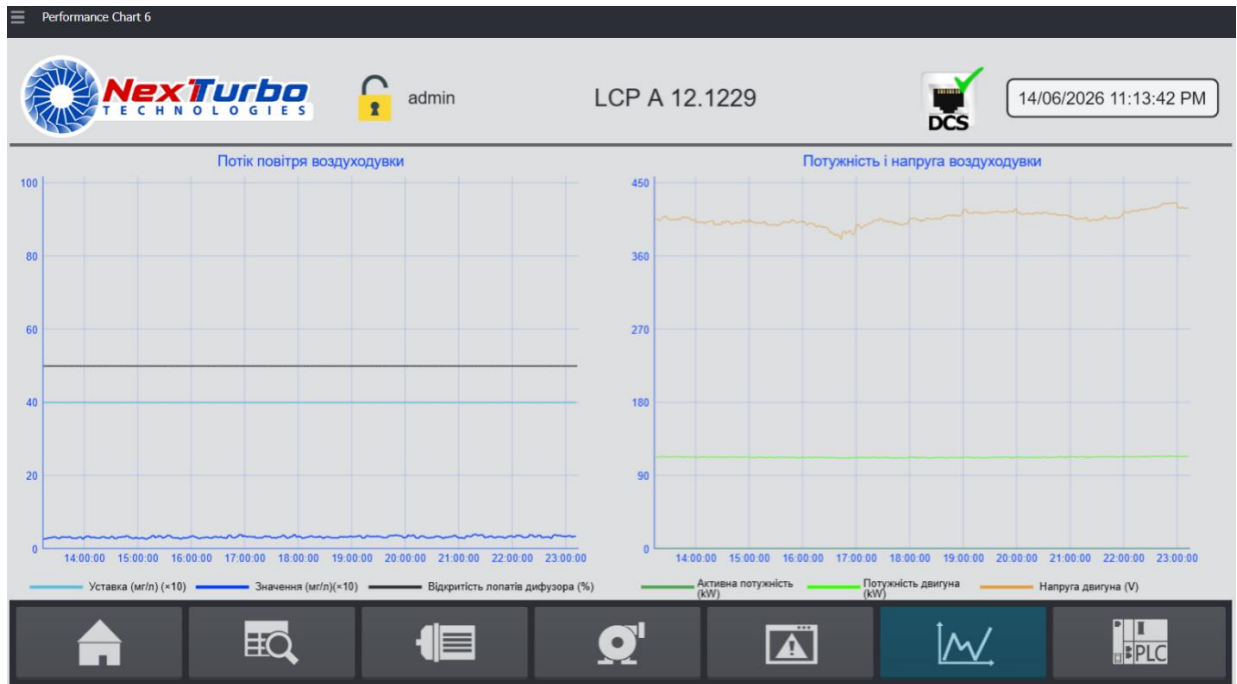 Performance Chart 6
NexTurbo
TECHNOLOGIES
admin
LCP A 12.1229
DCS
14/06/2026 11:13:42 PM
Потік повітря воздуходувки
100
80
60
40
20
0
14:00:00 15:00:00 16:00:00 17:00:00 18:00:00 19:00:00 20:00:00 21:00:00 22:00:00 23:00:00
Уставка (мг/л) (×10) Значення (мг/л)(×10) Відкритість лопатів дифузора (%)
Потужність і напруга воздуходувки
450
360
270
180
90
0
14:00:00 15:00:00 16:00:00 17:00:00 18:00:00 19:00:00 20:00:00 21:00:00 22:00:00 23:00:00
Активна потужність
(kW)
Потужність двигуна
(kW)
Напруга двигуна (V)
PLC